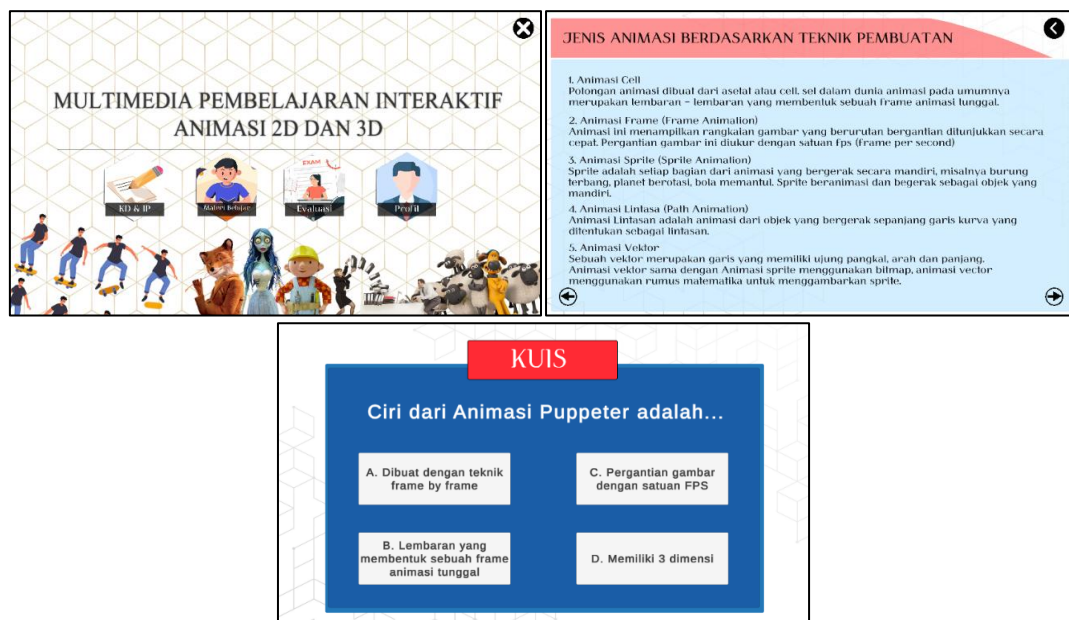 MULTIMEDIA PEMBELAJARAN INTERAKTIF
ANIMASI 2D DAN 3D
KD & IP
Materi Belajar
EXAM
Evaluasi
Profil
JENIS ANIMASI BERDASARKAN TEKNIK PEMBUATAN
1. Animasi Cell
Potongan animasi dibuat dari asetat atau cell. sel dalam dunia animasi pada umumnya
merupakan lembaran - lembaran yang membentuk sebuah frame animasi tunggal.
2. Animasi Frame (Frame Animation)
Animasi ini menampilkan rangkaian gambar yang berurutan bergantian ditunjukkan secara
cepat. Pergantian gambar ini diukur dengan satuan fps (frame per second)
3. Animasi Sprite (Sprite Animation)
Sprite adalah setiap bagian dari animasi yang bergerak secara mandiri, misalnya burung
terbang, planet berotasi, bola memantul. Sprite beranimasi dan begerak sebagai objek yang
mandiri.
4. Animasi Lintasa (Path Animation)
Animasi Lintasan adalah animasi dari objek yang bergerak sepanjang garis kurva yang
ditentukan sebagai lintasan.
5. Animasi Vektor
Sebuah vektor merupakan garis yang memiliki ujung pangkal, arah dan panjang.
Animasi vektor sama dengan Animasi sprite menggunakan bitmap, animasi vector
menggunakan rumus matematika untuk menggambarkan sprite.
KUIS
Ciri dari Animasi Puppeter adalah...
A. Dibuat dengan teknik
frame by frame
C. Pergantian gambar
dengan satuan FPS
B. Lembaran yang
membentuk sebuah frame
animasi tunggal
D. Memiliki 3 dimensi